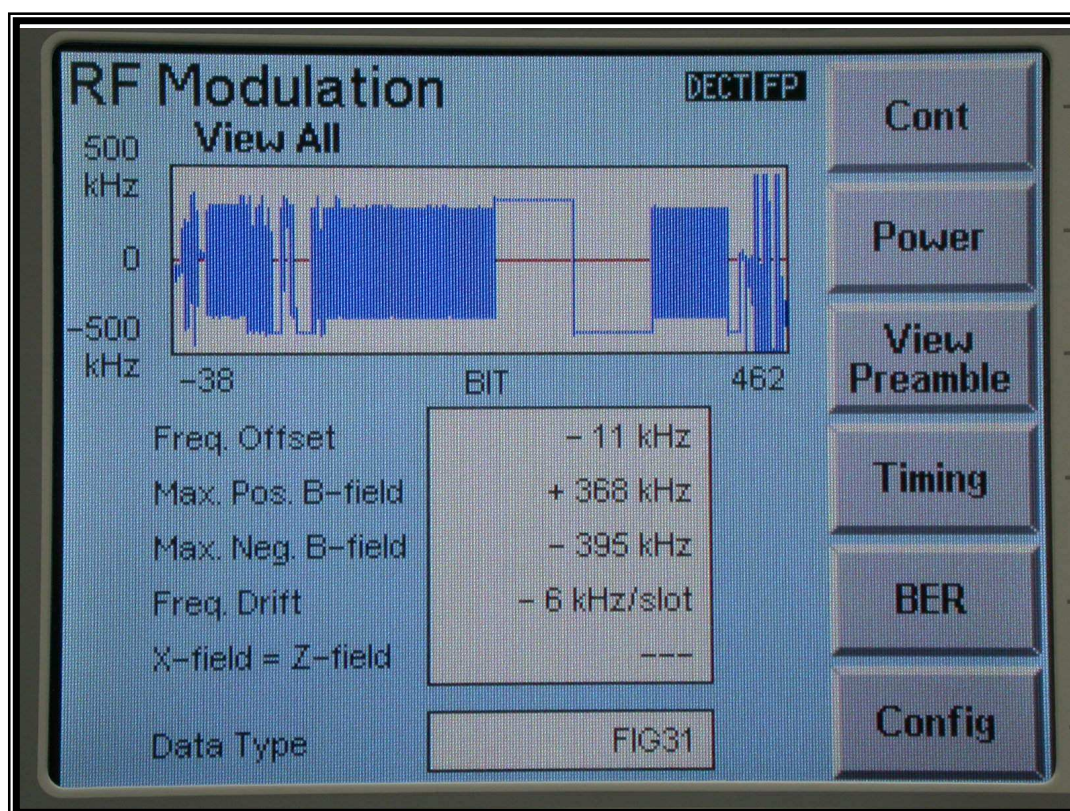 RF Modulation DECT FP
View All
500
kHz
0
-500
kHz
-38 BIT 462
Freq. Offset - 11 kHz
Max. Pos. B-field + 368 kHz
Max. Neg. B-field - 395 kHz
Freq. Drift - 6 kHz/slot
X-field = Z-field ---
Data Type FIG31
Cont
Power
View
Preamble
Timing
BER
Config